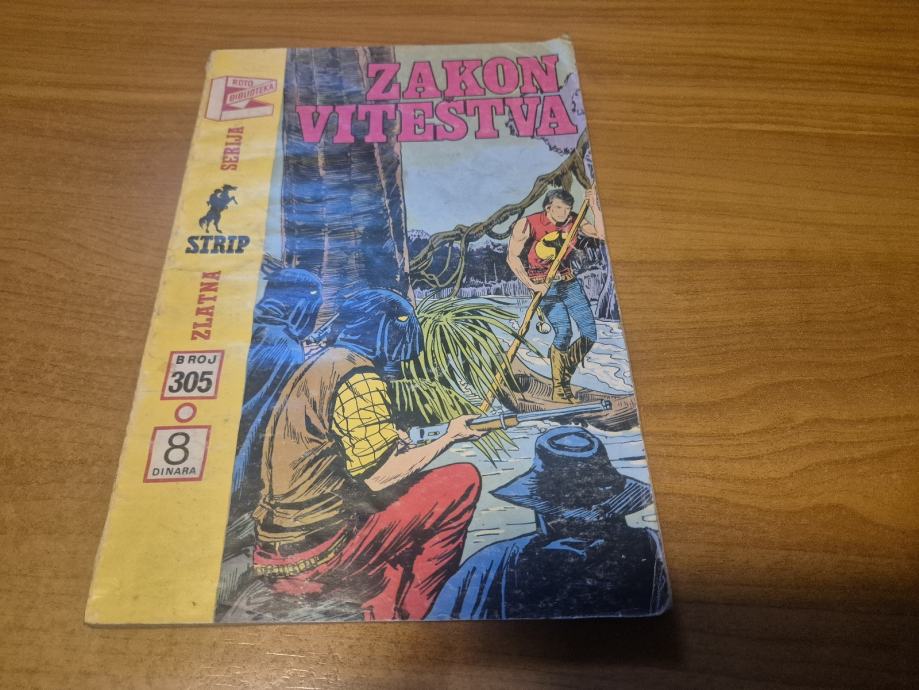 ZAKON
VITEŠTVA
ROTO
BIBLIOTEKA
ZLATNA
STRIP
SERIJA
BROJ
305
8
DINARA